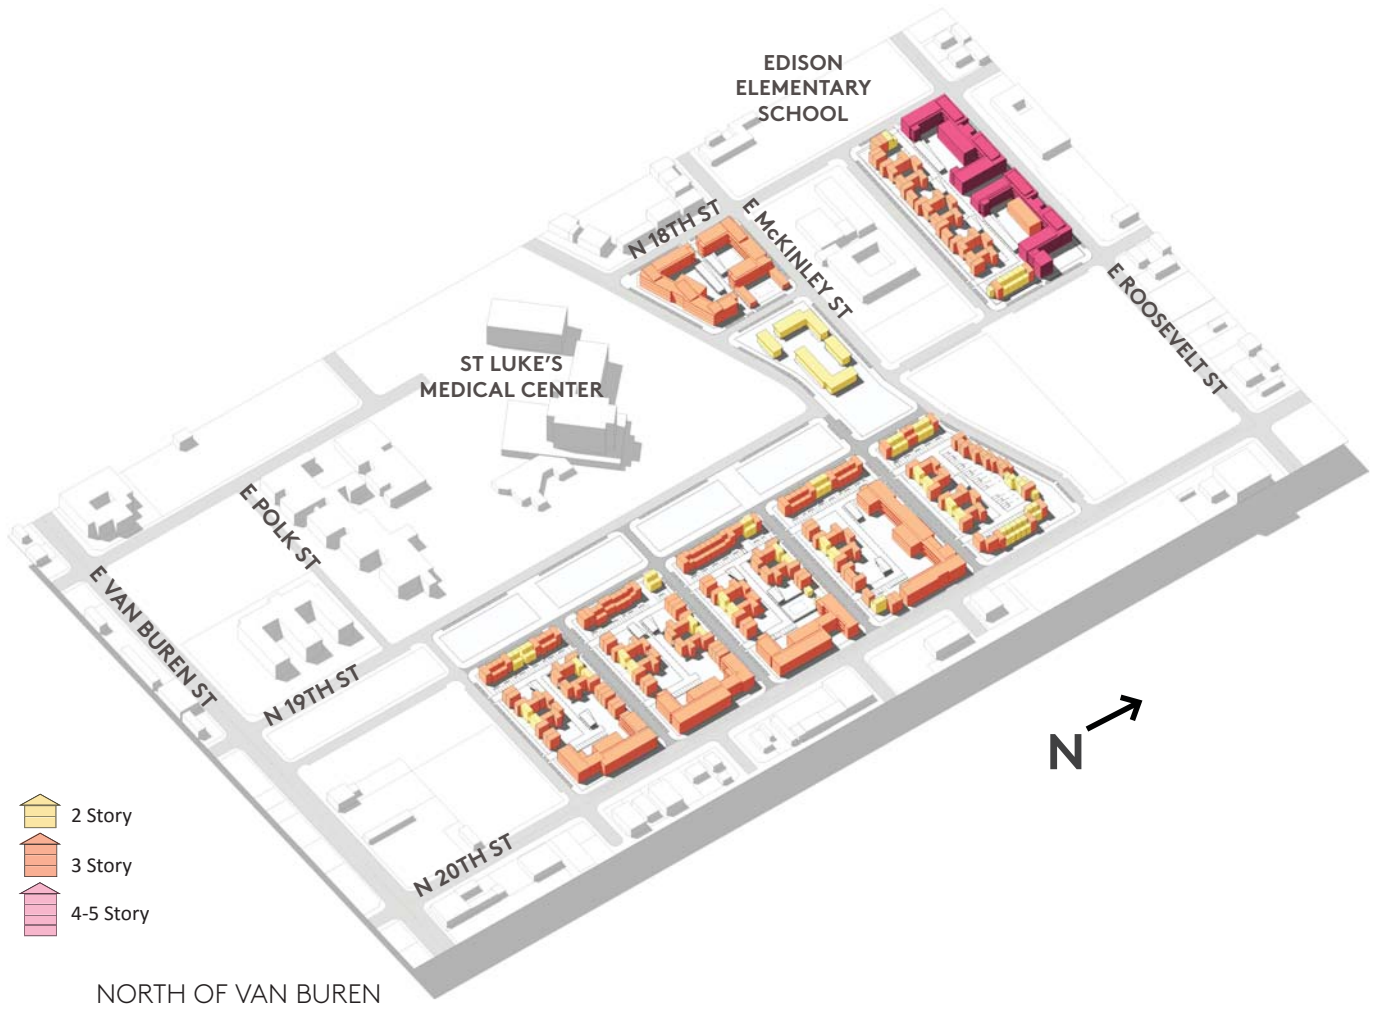 EDISON
ELEMENTARY
SCHOOL
N 18TH ST
E McKINLEY ST
E ROOSEVELT ST
ST LUKE'S
MEDICAL CENTER
E POLK ST
E VAN BUREN ST
N 19TH ST
N
N 20TH ST
2 Story
3 Story
4-5 Story
NORTH OF VAN BUREN